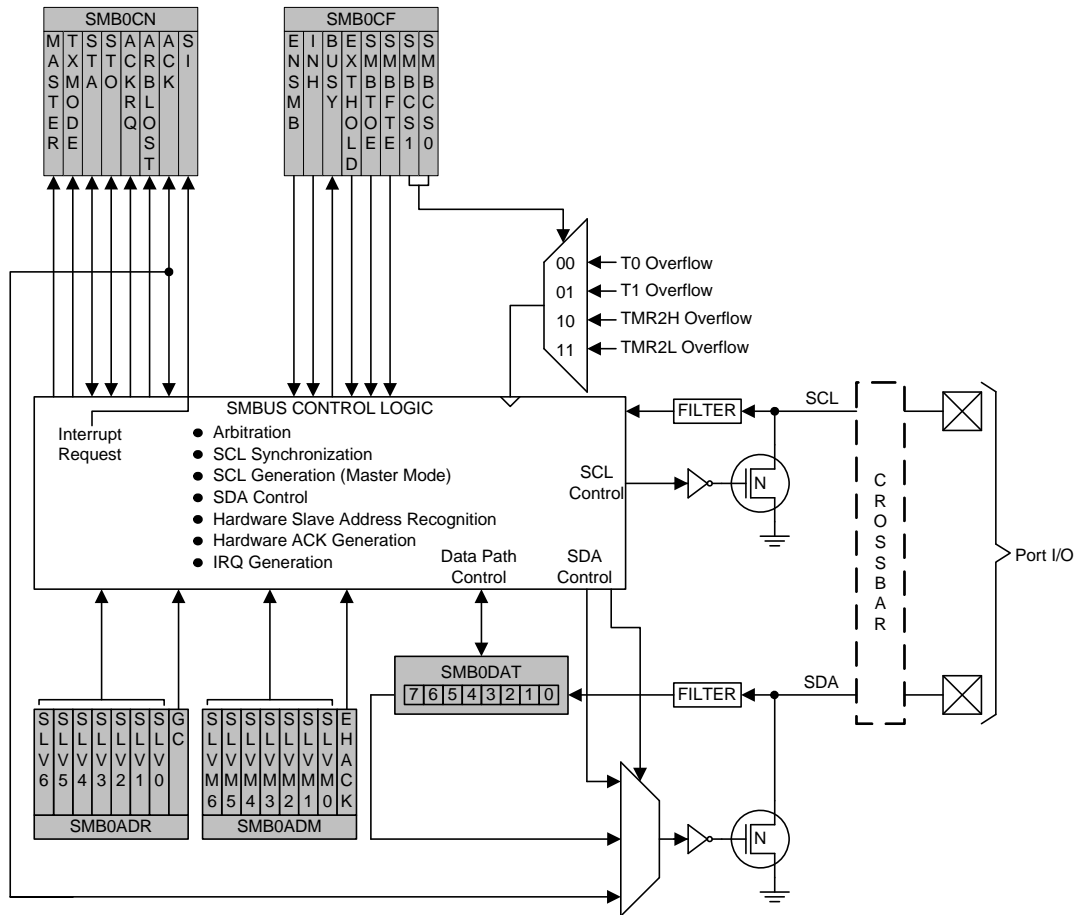 SMB0CN
MASTER
TXMODE
STA
STO
ACKRQ
ARBLOST
ACK
SI
SMB0CF
ENSMB
INH
BUSY
EXTHOLD
SMBTOE
SMBFTE
SMBCS1
SMBCS0
00
01
10
11
T0 Overflow
T1 Overflow
TMR2H Overflow
TMR2L Overflow
SMBUS CONTROL LOGIC
Interrupt
Request
● Arbitration
● SCL Synchronization
● SCL Generation (Master Mode)
● SDA Control
● Hardware Slave Address Recognition
● Hardware ACK Generation
● IRQ Generation
SCL
Control
Data Path
Control
SDA
Control
FILTER
SCL
N
CROSSBAR
Port I/O
SMB0DAT
7 6 5 4 3 2 1 0
FILTER
SDA
N
SLV6
SLV5
SLV4
SLV3
SLV2
SLV1
SLV0
GC
SMB0ADR
SLVM6
SLVM5
SLVM4
SLVM3
SLVM2
SLVM1
SLVM0
EHACK
SMB0ADM